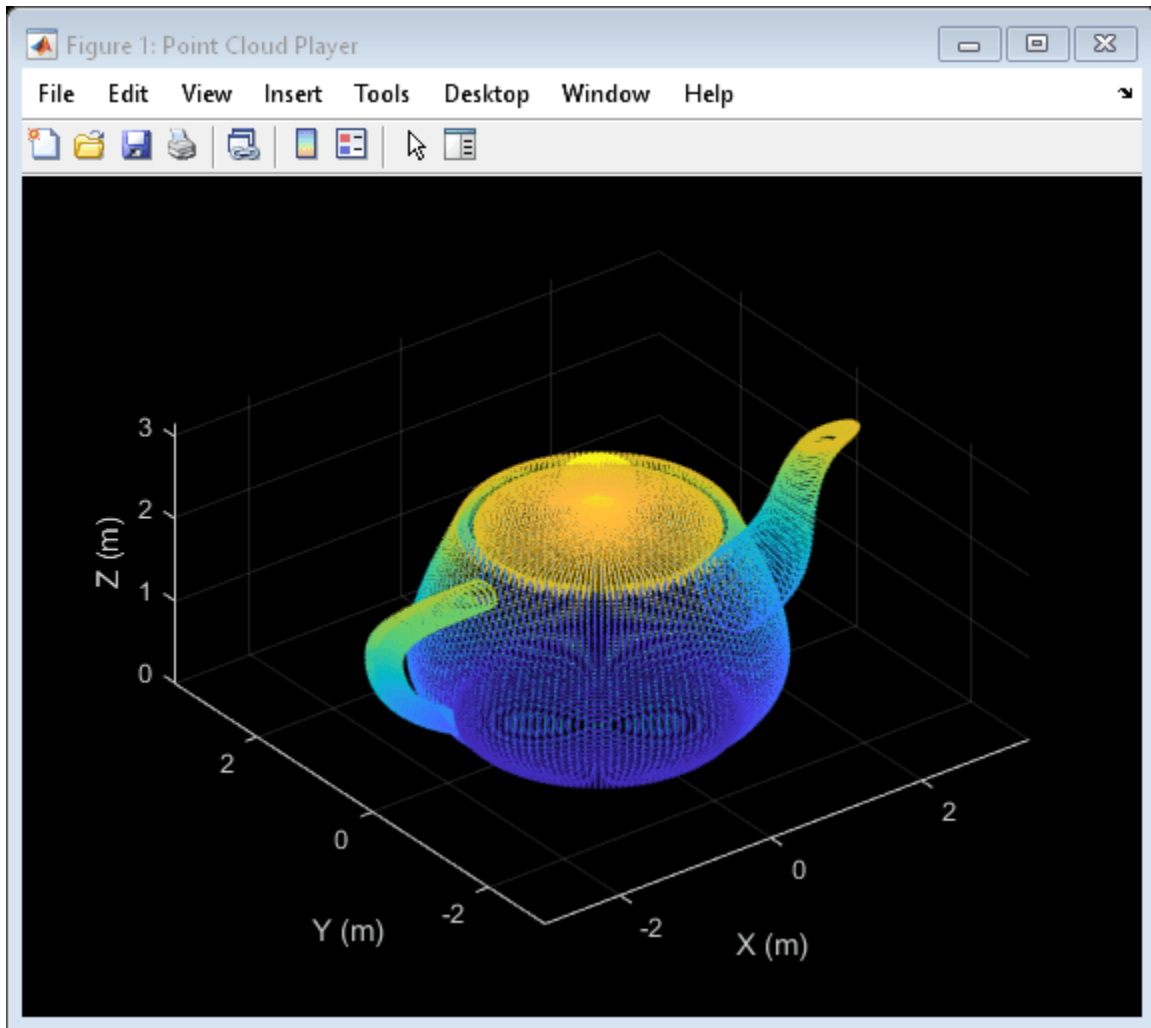 Figure 1: Point Cloud Player
File Edit View Insert Tools Desktop Window Help
3
2
1
0
Z (m)
2
0
-2
Y (m)
2
0
-2
X (m)